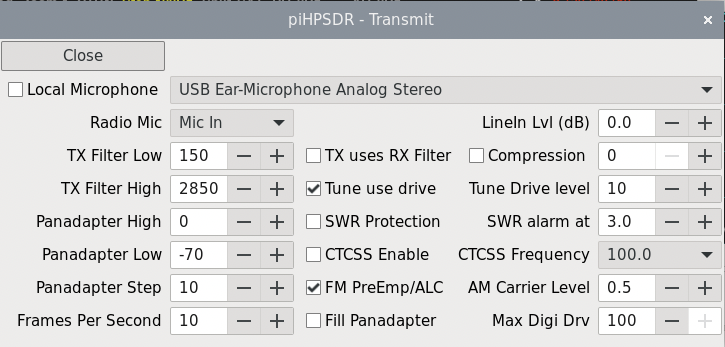 piHPSDR - Transmit
Close
Local Microphone USB Ear-Microphone Analog Stereo
Radio Mic Mic In LineIn Lvl (dB) 0.0
TX Filter Low 150 TX uses RX Filter Compression 0
TX Filter High 2850 Tune use drive Tune Drive level 10
Panadapter High 0 SWR Protection SWR alarm at 3.0
Panadapter Low -70 CTCSS Enable CTCSS Frequency 100.0
Panadapter Step 10 FM PreEmp/ALC AM Carrier Level 0.5
Frames Per Second 10 Fill Panadapter Max Digi Drv 100